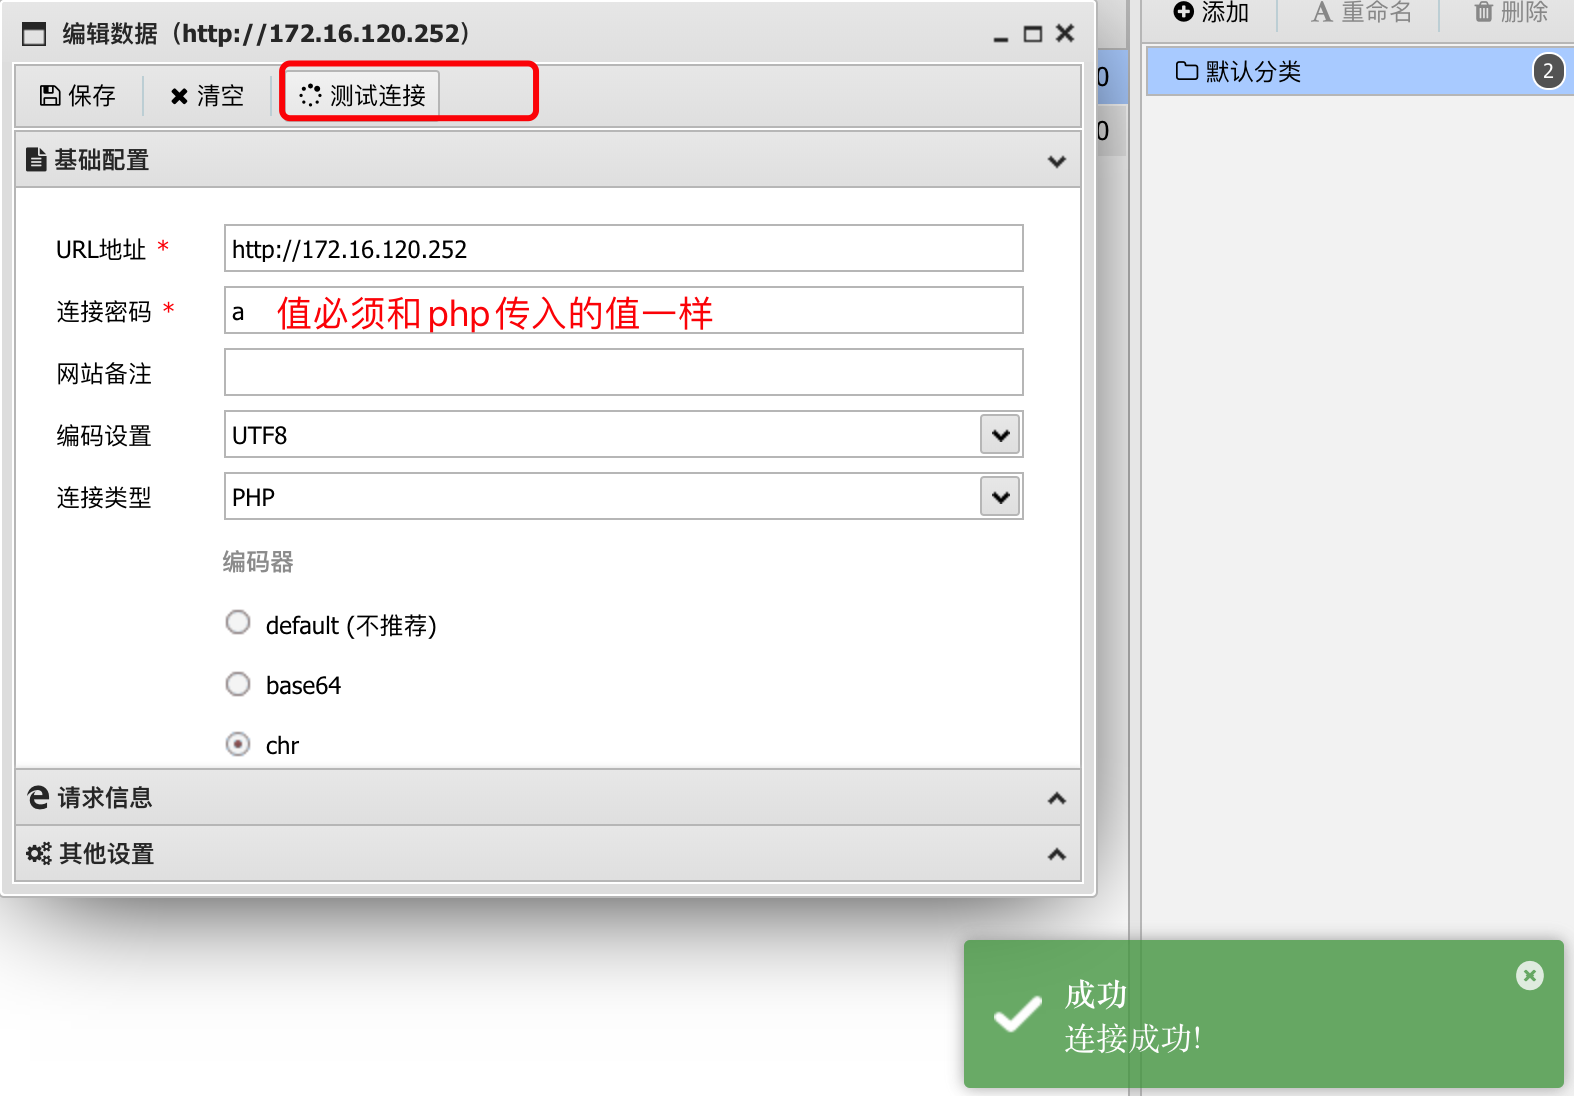 编辑数据（http://172.16.120.252）
保存 清空 测试连接
基础配置
URL地址 * http://172.16.120.252
连接密码 * a 值必须和php传入的值一样
网站备注
编码设置 UTF8
连接类型 PHP
编码器
default (不推荐)
base64
chr
请求信息
其他设置
0
0
添加 重命名 删除
默认分类 2
成功
连接成功!